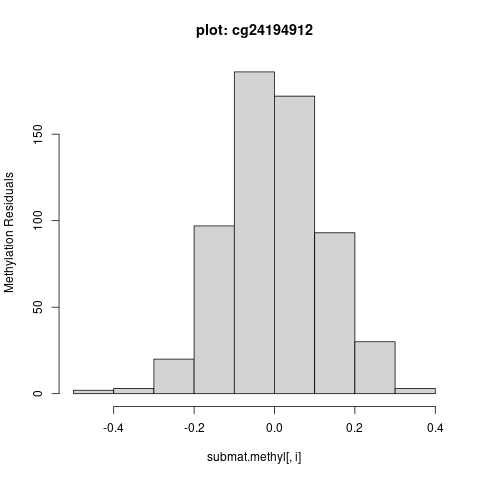 plot: cg24194912
Methylation Residuals
150
100
50
0
-0.4 -0.2 0.0 0.2 0.4
submat.methyl[, i]